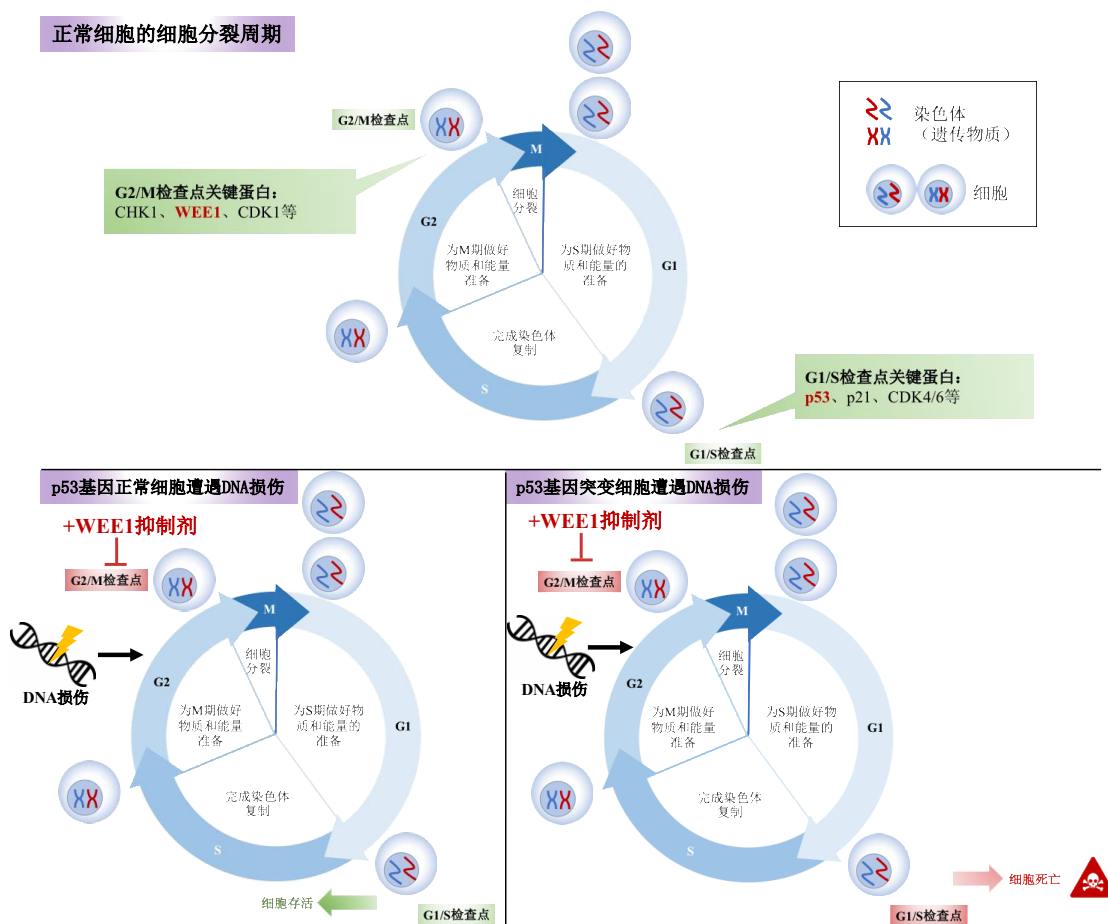 正常细胞的细胞分裂周期
G2/M检查点
G2/M检查点关键蛋白：
CHK1、WEE1、CDK1等
染色体
（遗传物质）
细胞
M
G2
G1
S
细胞
分裂
为M期做好
物质和能量
准备
为S期做好物
质和能量的
准备
完成染色体
复制
G1/S检查点关键蛋白：
p53、p21、CDK4/6等
G1/S检查点
p53基因正常细胞遭遇DNA损伤
+WEE1抑制剂
G2/M检查点
DNA损伤
M
G2
G1
S
细胞
分裂
为M期做好
物质和能量
准备
为S期做好物
质和能量的
准备
完成染色体
复制
细胞存活
G1/S检查点
p53基因突变细胞遭遇DNA损伤
+WEE1抑制剂
G2/M检查点
DNA损伤
M
G2
G1
S
细胞
分裂
为M期做好
物质和能量
准备
为S期做好物
质和能量的
准备
完成染色体
复制
细胞死亡
G1/S检查点